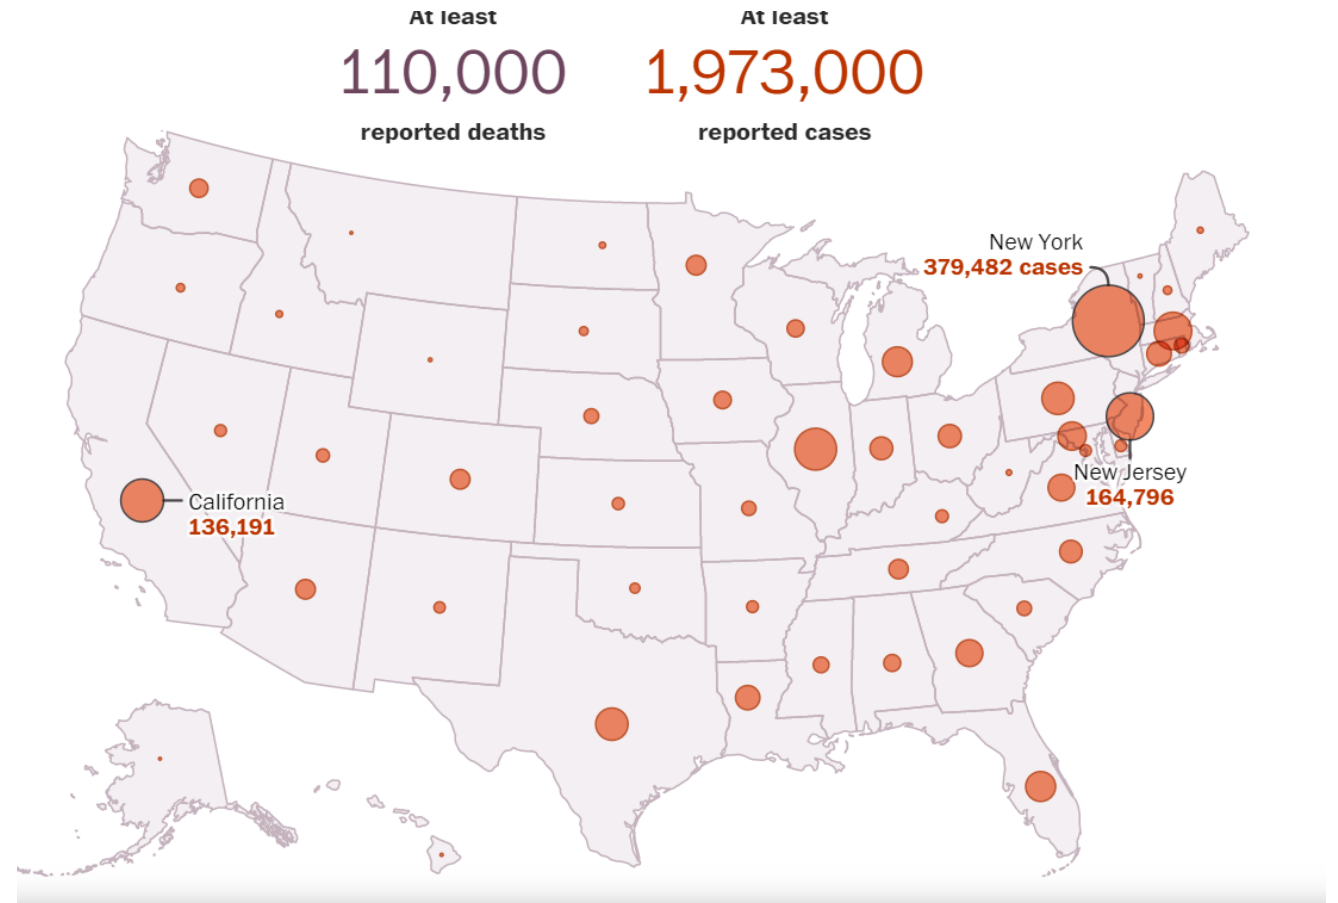 At least
110,000
reported deaths
At least
1,973,000
reported cases
New York
379,482 cases
New Jersey
164,796
California
136,191